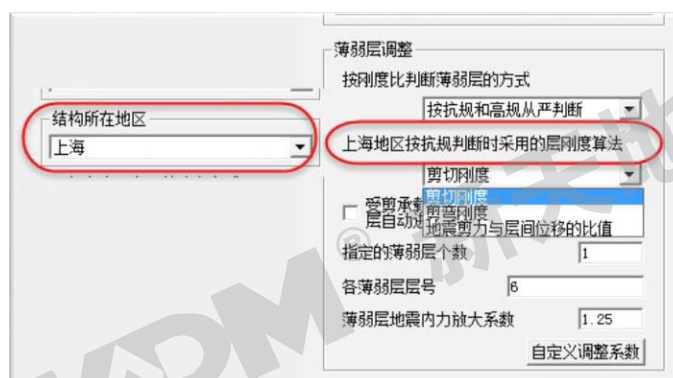 结构所在地区
上海
薄弱层调整
按刚度比判断薄弱层的方式
按抗规和高规从严判断
上海地区按抗规判断时采用的层刚度算法
剪切刚度
剪切刚度
剪弯刚度
地震剪力与层间位移的比值
受剪承载
层自动
指定的薄弱层个数
1
各薄弱层层号
6
薄弱层地震内力放大系数
1.25
自定义调整系数
新天地
®